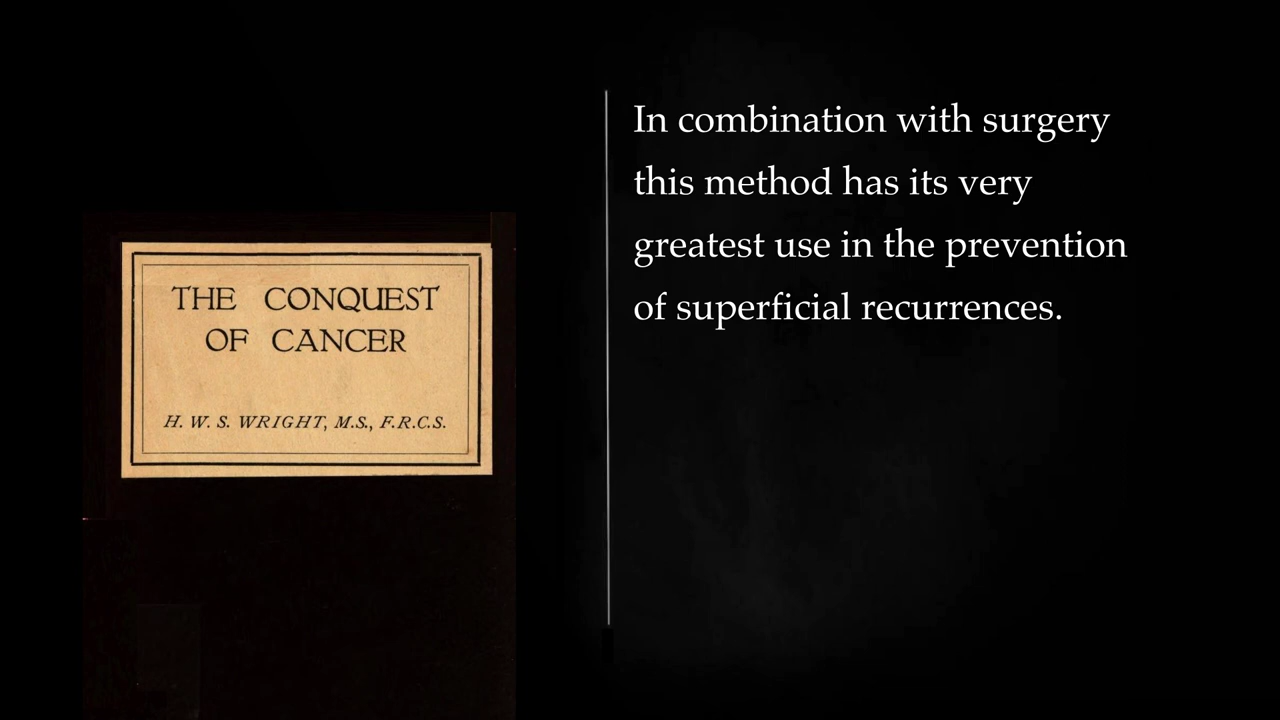 THE CONQUEST
OF CANCER
H. W. S. WRIGHT, M.S., F.R.C.S.
In combination with surgery
this method has its very
greatest use in the prevention
of superficial recurrences.